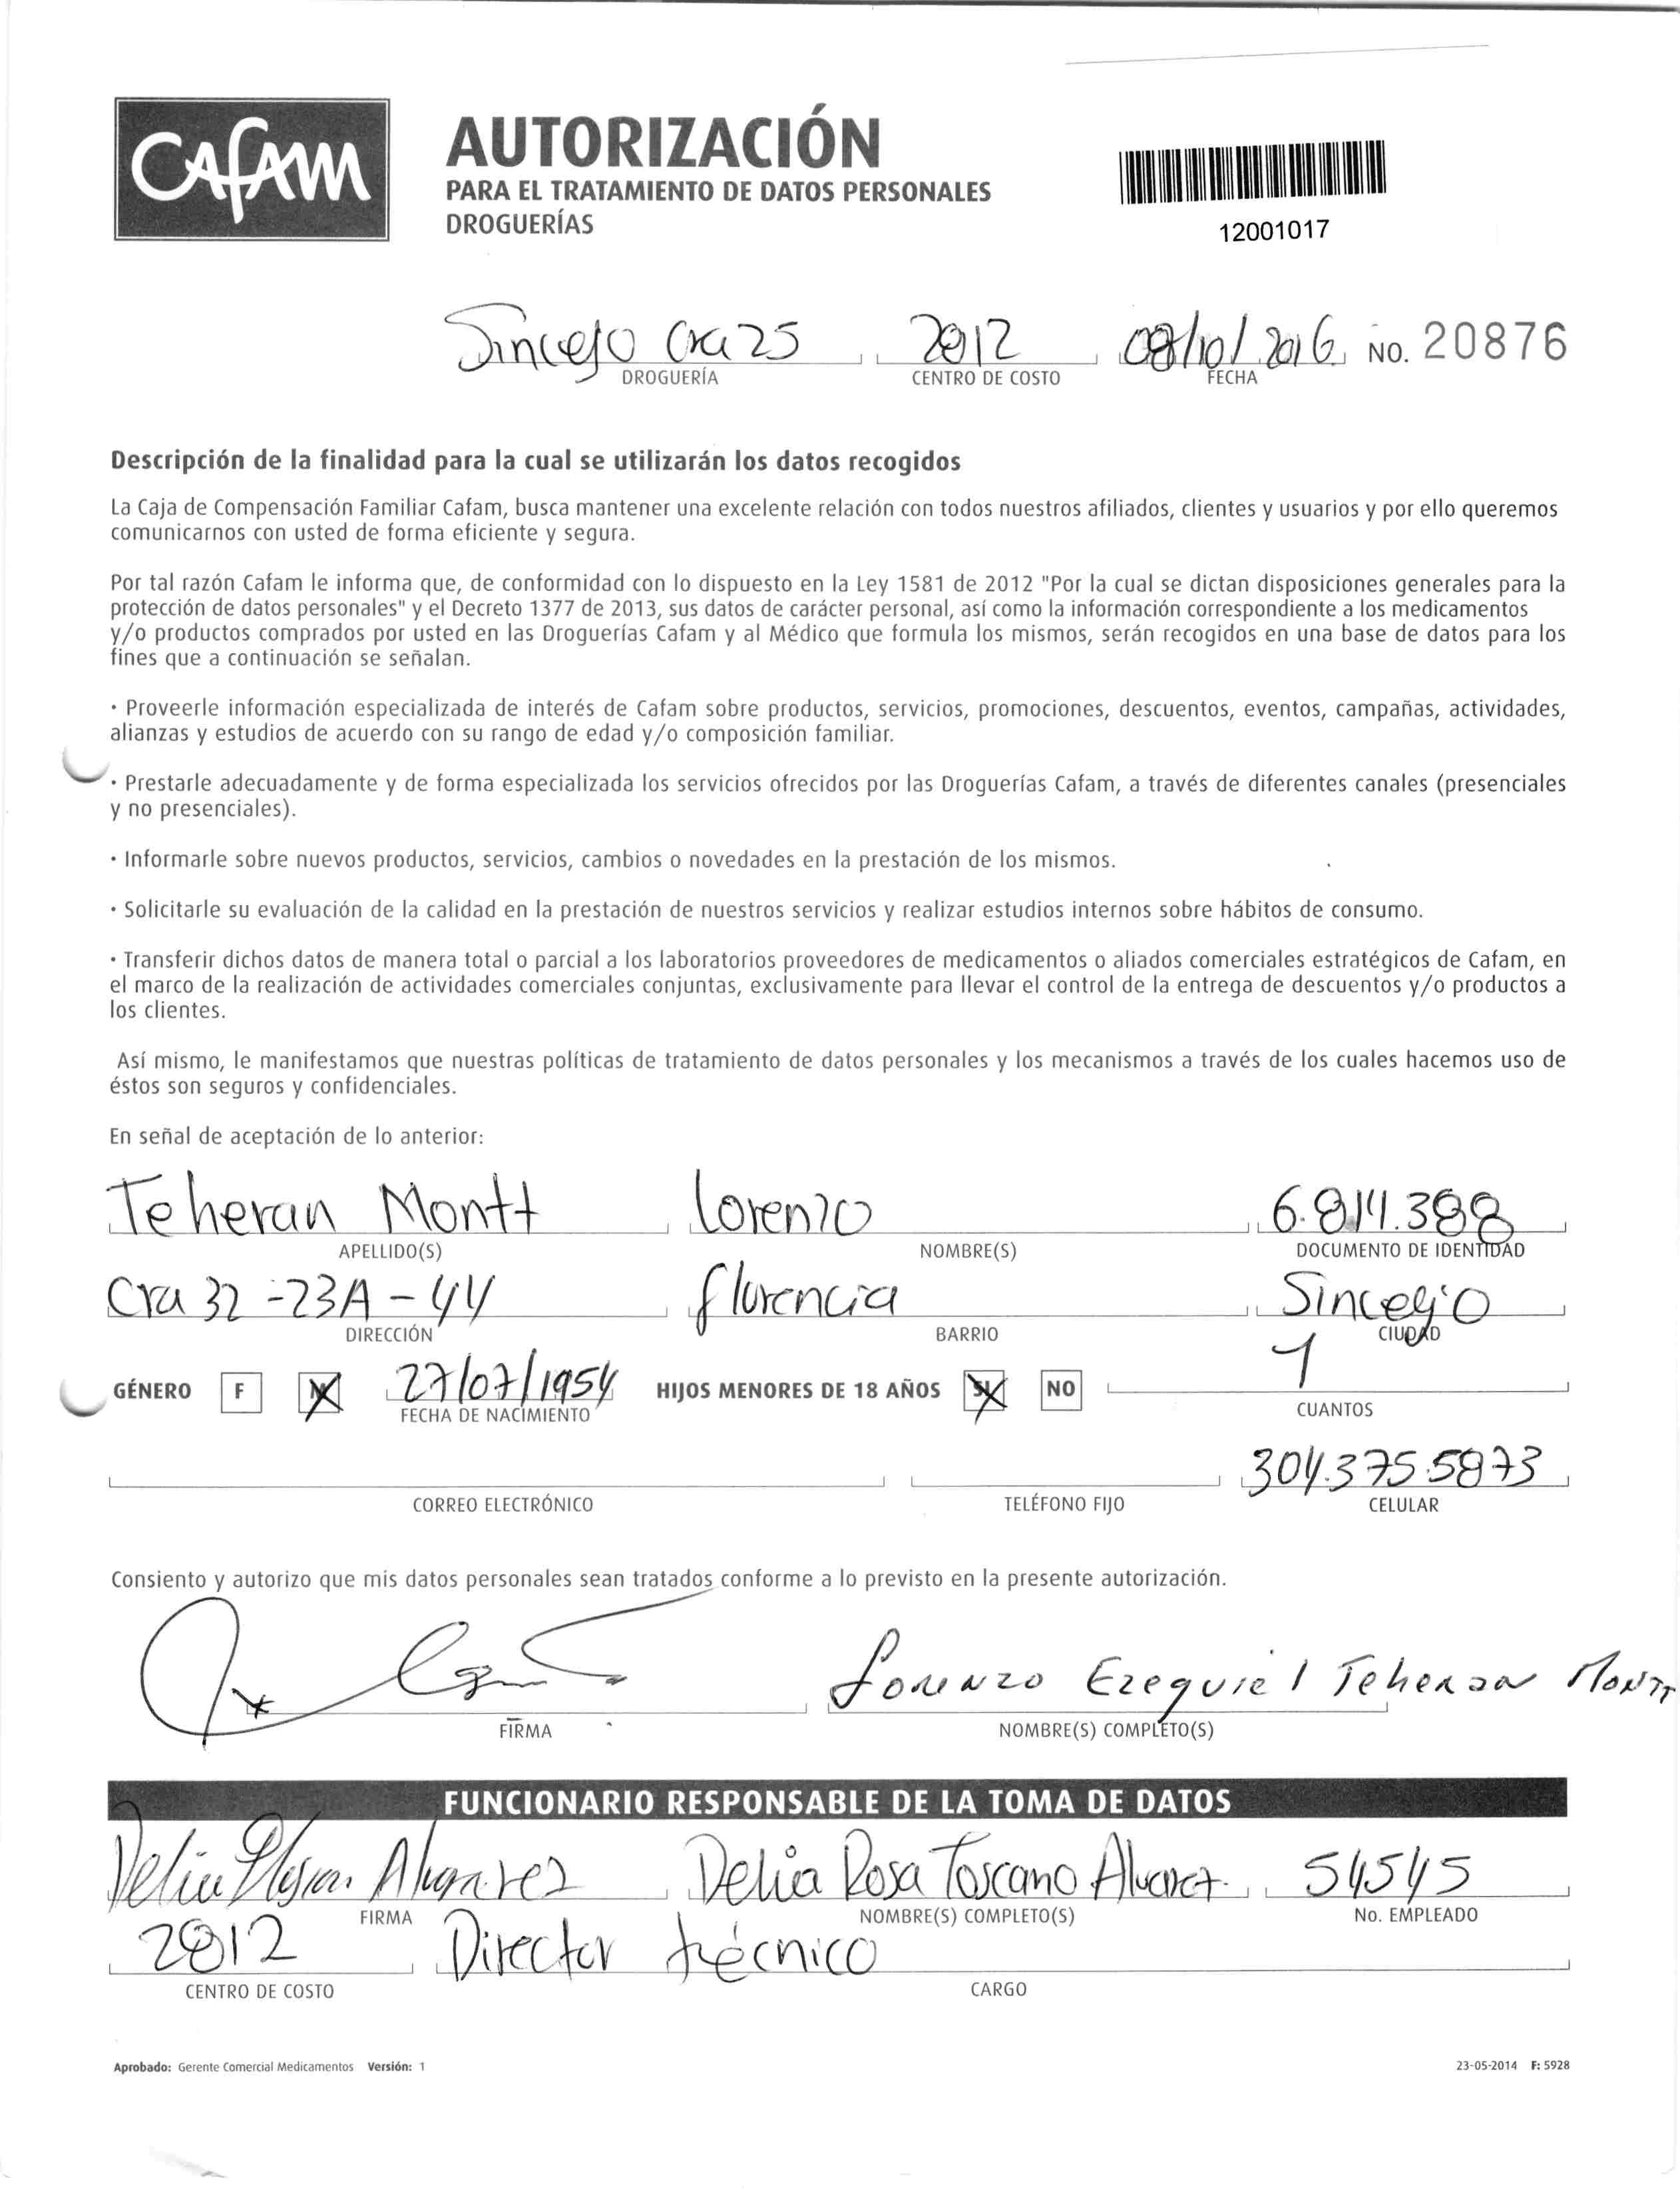 CAFAM
AUTORIZACIÓN
PARA EL TRATAMIENTO DE DATOS PERSONALES
DROGUERÍAS
12001017
Sincejo Cra 25 2012 08/10/2016 NO. 20876
DROGUERÍA CENTRO DE COSTO FECHA
Descripción de la finalidad para la cual se utilizarán los datos recogidos
La Caja de Compensación Familiar Cafam, busca mantener una excelente relación con todos nuestros afiliados, clientes y usuarios y por ello queremos
comunicarnos con usted de forma eficiente y segura.
Por tal razón Cafam le informa que, de conformidad con lo dispuesto en la Ley 1581 de 2012 "Por la cual se dictan disposiciones generales para la
protección de datos personales" y el Decreto 1377 de 2013, sus datos de carácter personal, así como la información correspondiente a los medicamentos
y/o productos comprados por usted en las Droguerías Cafam y al Médico que formula los mismos, serán recogidos en una base de datos para los
fines que a continuación se señalan.
· Proveerle información especializada de interés de Cafam sobre productos, servicios, promociones, descuentos, eventos, campañas, actividades,
alianzas y estudios de acuerdo con su rango de edad y/o composición familiar.
· Prestarle adecuadamente y de forma especializada los servicios ofrecidos por las Droguerías Cafam, a través de diferentes canales (presenciales
y no presenciales).
· Informarle sobre nuevos productos, servicios, cambios o novedades en la prestación de los mismos.
· Solicitarle su evaluación de la calidad en la prestación de nuestros servicios y realizar estudios internos sobre hábitos de consumo.
· Transferir dichos datos de manera total o parcial a los laboratorios proveedores de medicamentos o aliados comerciales estratégicos de Cafam, en
el marco de la realización de actividades comerciales conjuntas, exclusivamente para llevar el control de la entrega de descuentos y/o productos a
los clientes.
Así mismo, le manifestamos que nuestras políticas de tratamiento de datos personales y los mecanismos a través de los cuales hacemos uso de
éstos son seguros y confidenciales.
En señal de aceptación de lo anterior:
Teheran Montt Lorenzo 6.814.388
APELLIDO(S) NOMBRE(S) DOCUMENTO DE IDENTIDAD
Cra 32 -23A - 44 florencia Sincelejo
DIRECCIÓN BARRIO CIUDAD
GÉNERO F M 27/07/1954 HIJOS MENORES DE 18 AÑOS SI NO 1
FECHA DE NACIMIENTO CUANTOS
304.375.5873
CORREO ELECTRÓNICO TELÉFONO FIJO CELULAR
Consiento y autorizo que mis datos personales sean tratados conforme a lo previsto en la presente autorización.
Lorenzo Ezequiel Teheran Montt
FIRMA NOMBRE(S) COMPLETO(S)
FUNCIONARIO RESPONSABLE DE LA TOMA DE DATOS
Delia Alvarez Delia Rosa Toscano Alvarez. 54545
FIRMA NOMBRE(S) COMPLETO(S) No. EMPLEADO
2012 Director técnico
CENTRO DE COSTO CARGO
Aprobado: Gerente Comercial Medicamentos Versión: 1 23-05-2014 F: 5928